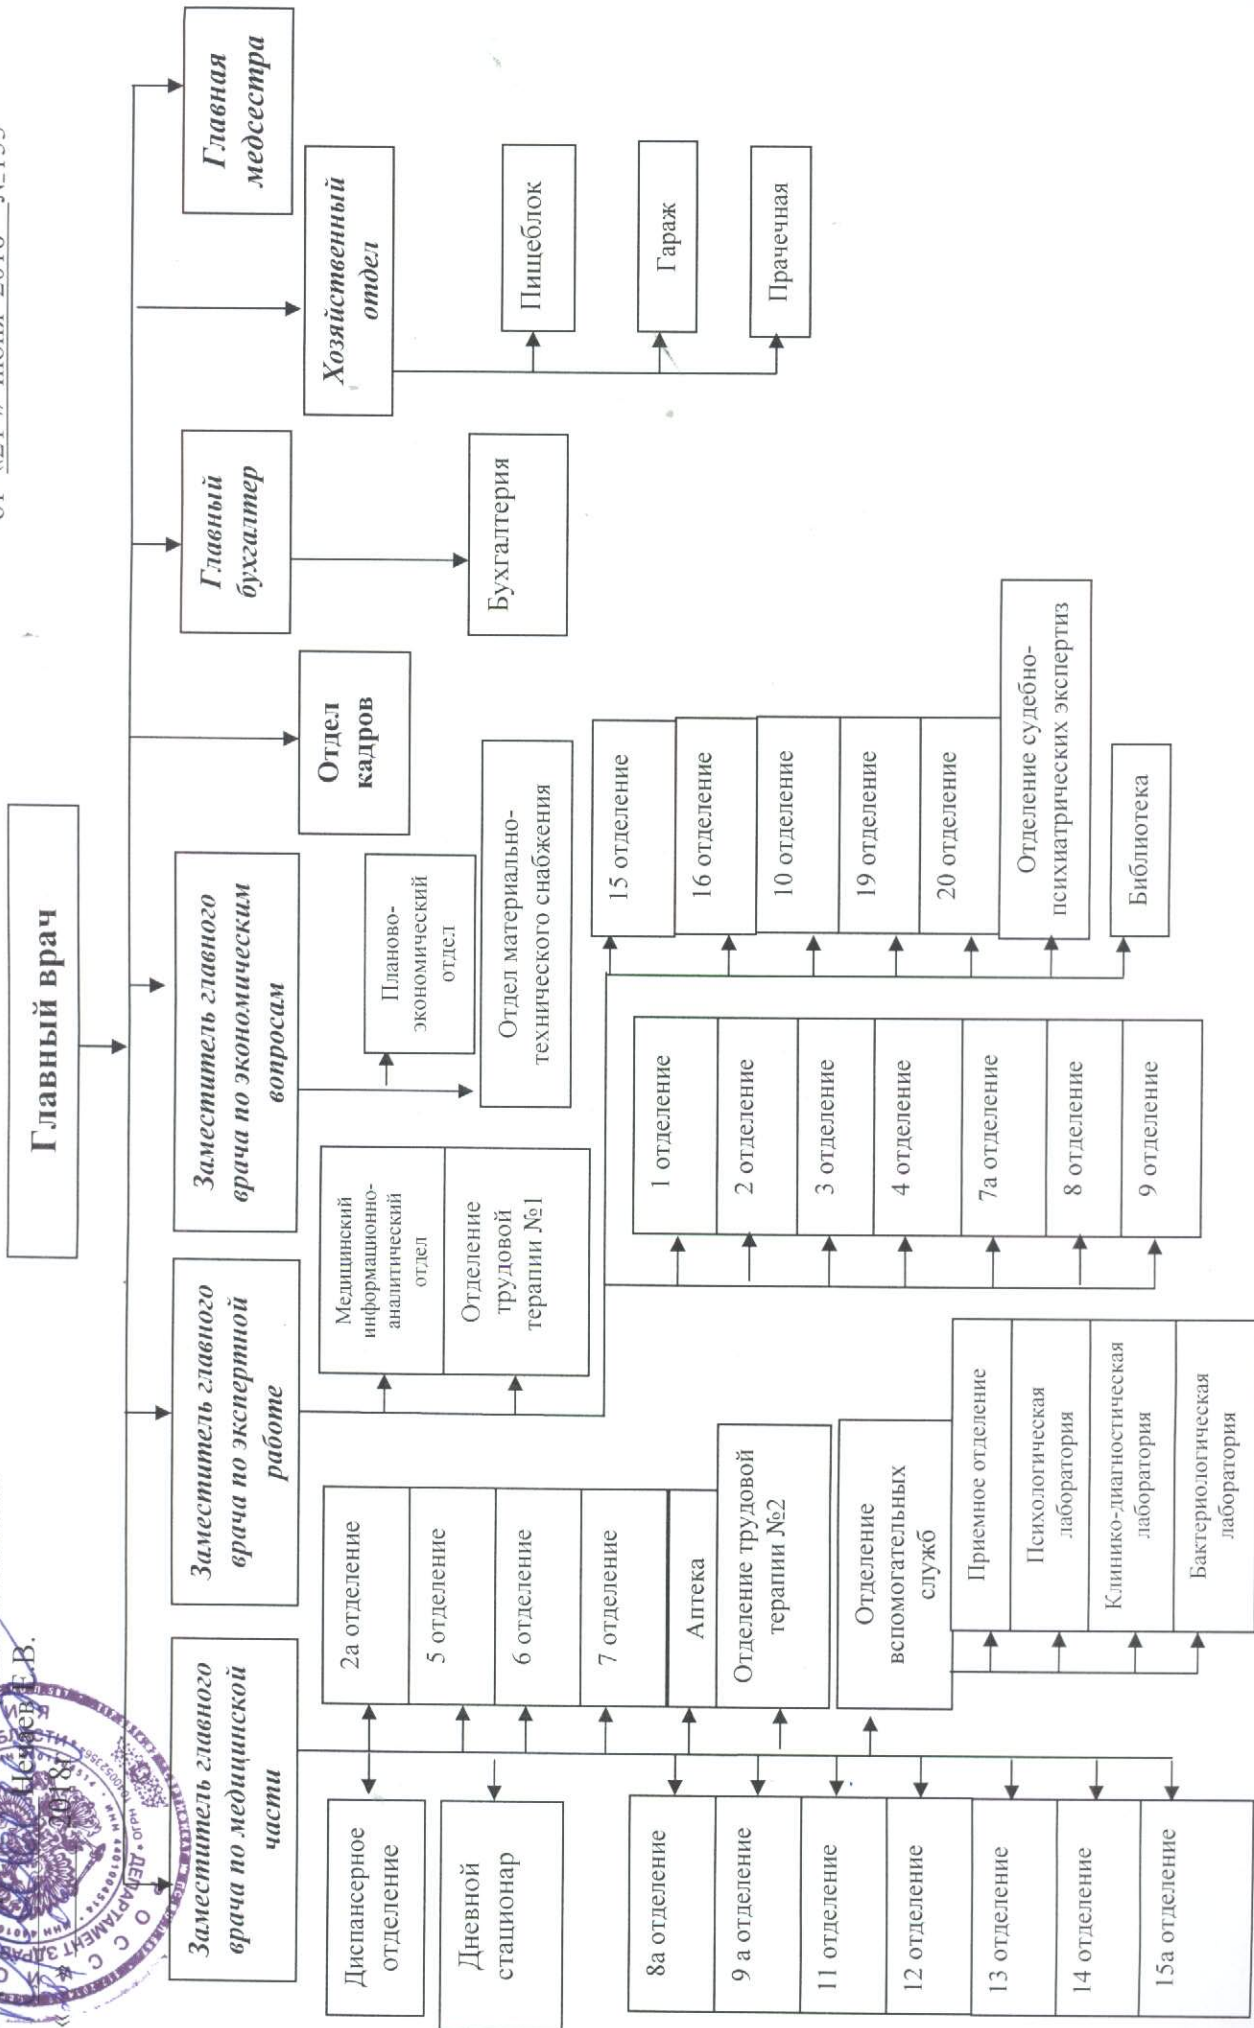 Нечаев Е.В.
2018г
Главный врач
Заместитель главного
врача по медицинской
части
Заместитель главного
врача по экспертной
работе
Заместитель главного
врача по экономическим
вопросам
Отдел
кадров
Главный
бухгалтер
Хозяйственный
отдел
Главная
медсестра
Диспансерное
отделение
Дневной
стационар
8а отделение
9 а отделение
11 отделение
12 отделение
13 отделение
14 отделение
15а отделение
2а отделение
5 отделение
6 отделение
7 отделение
Аптека
Отделение трудовой
терапии №2
Отделение
вспомогательных
служб
Приемное отделение
Психологическая
лаборатория
Клинико-диагностическая
лаборатория
Бактериологическая
лаборатория
Медицинский
информационно-
аналитический
отдел
Отделение
трудовой
терапии №1
1 отделение
2 отделение
3 отделение
4 отделение
7а отделение
8 отделение
9 отделение
15 отделение
16 отделение
10 отделение
19 отделение
20 отделение
Отделение судебно-
психиатрических экспертиз
Библиотека
Планово-
экономический
отдел
Отдел материально-
технического снабжения
Бухгалтерия
Пищеблок
Гараж
Прачечная